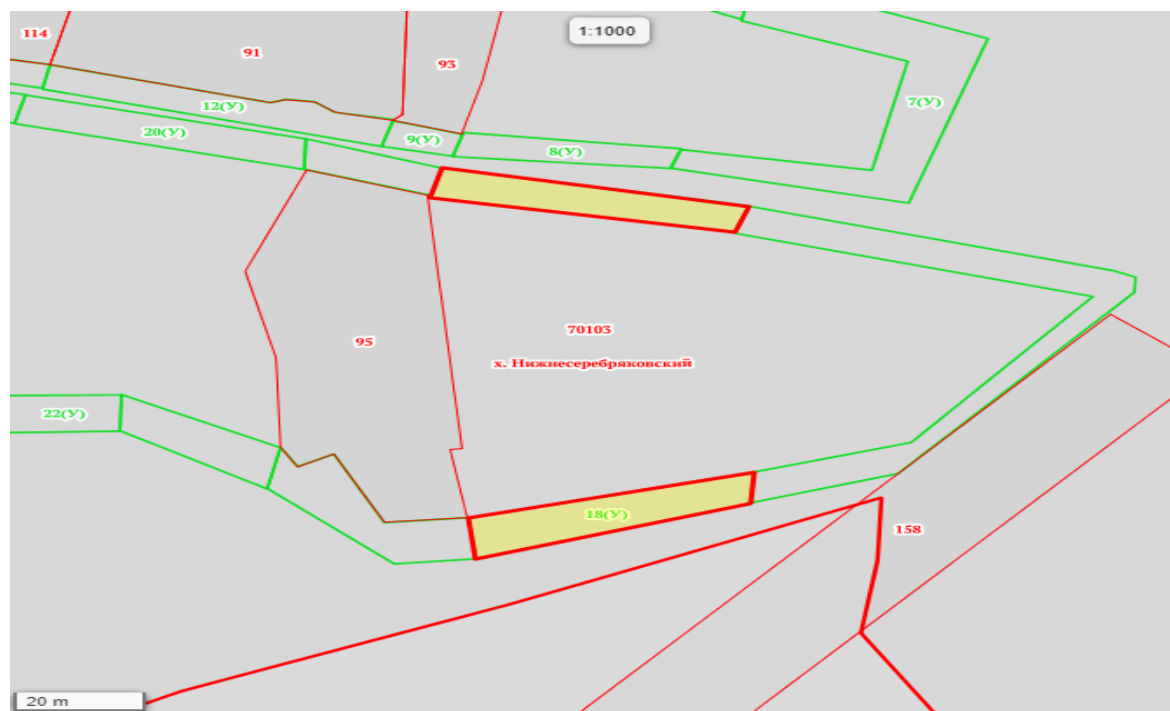 1:1000
114
91
93
7(У)
12(У)
20(У)
9(У)
8(У)
70103
95
х. Нижнесеребряковский
22(У)
18(У)
158
20 m